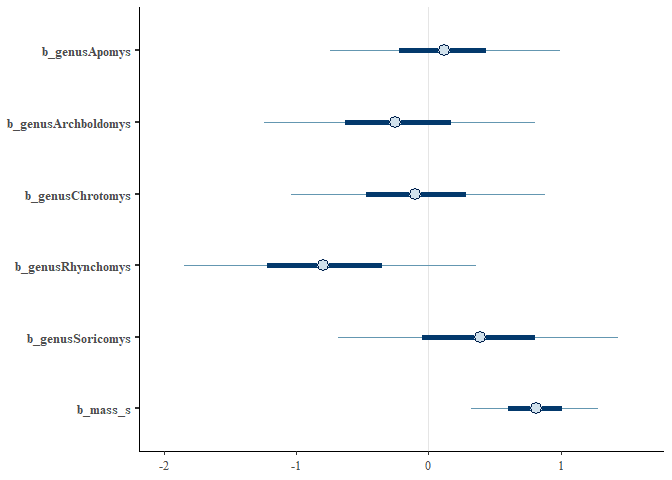 b_genusApomys
b_genusArchboldomys
b_genusChrotomys
b_genusRhynchomys
b_genusSoricomys
b_mass_s
-2 -1 0 1